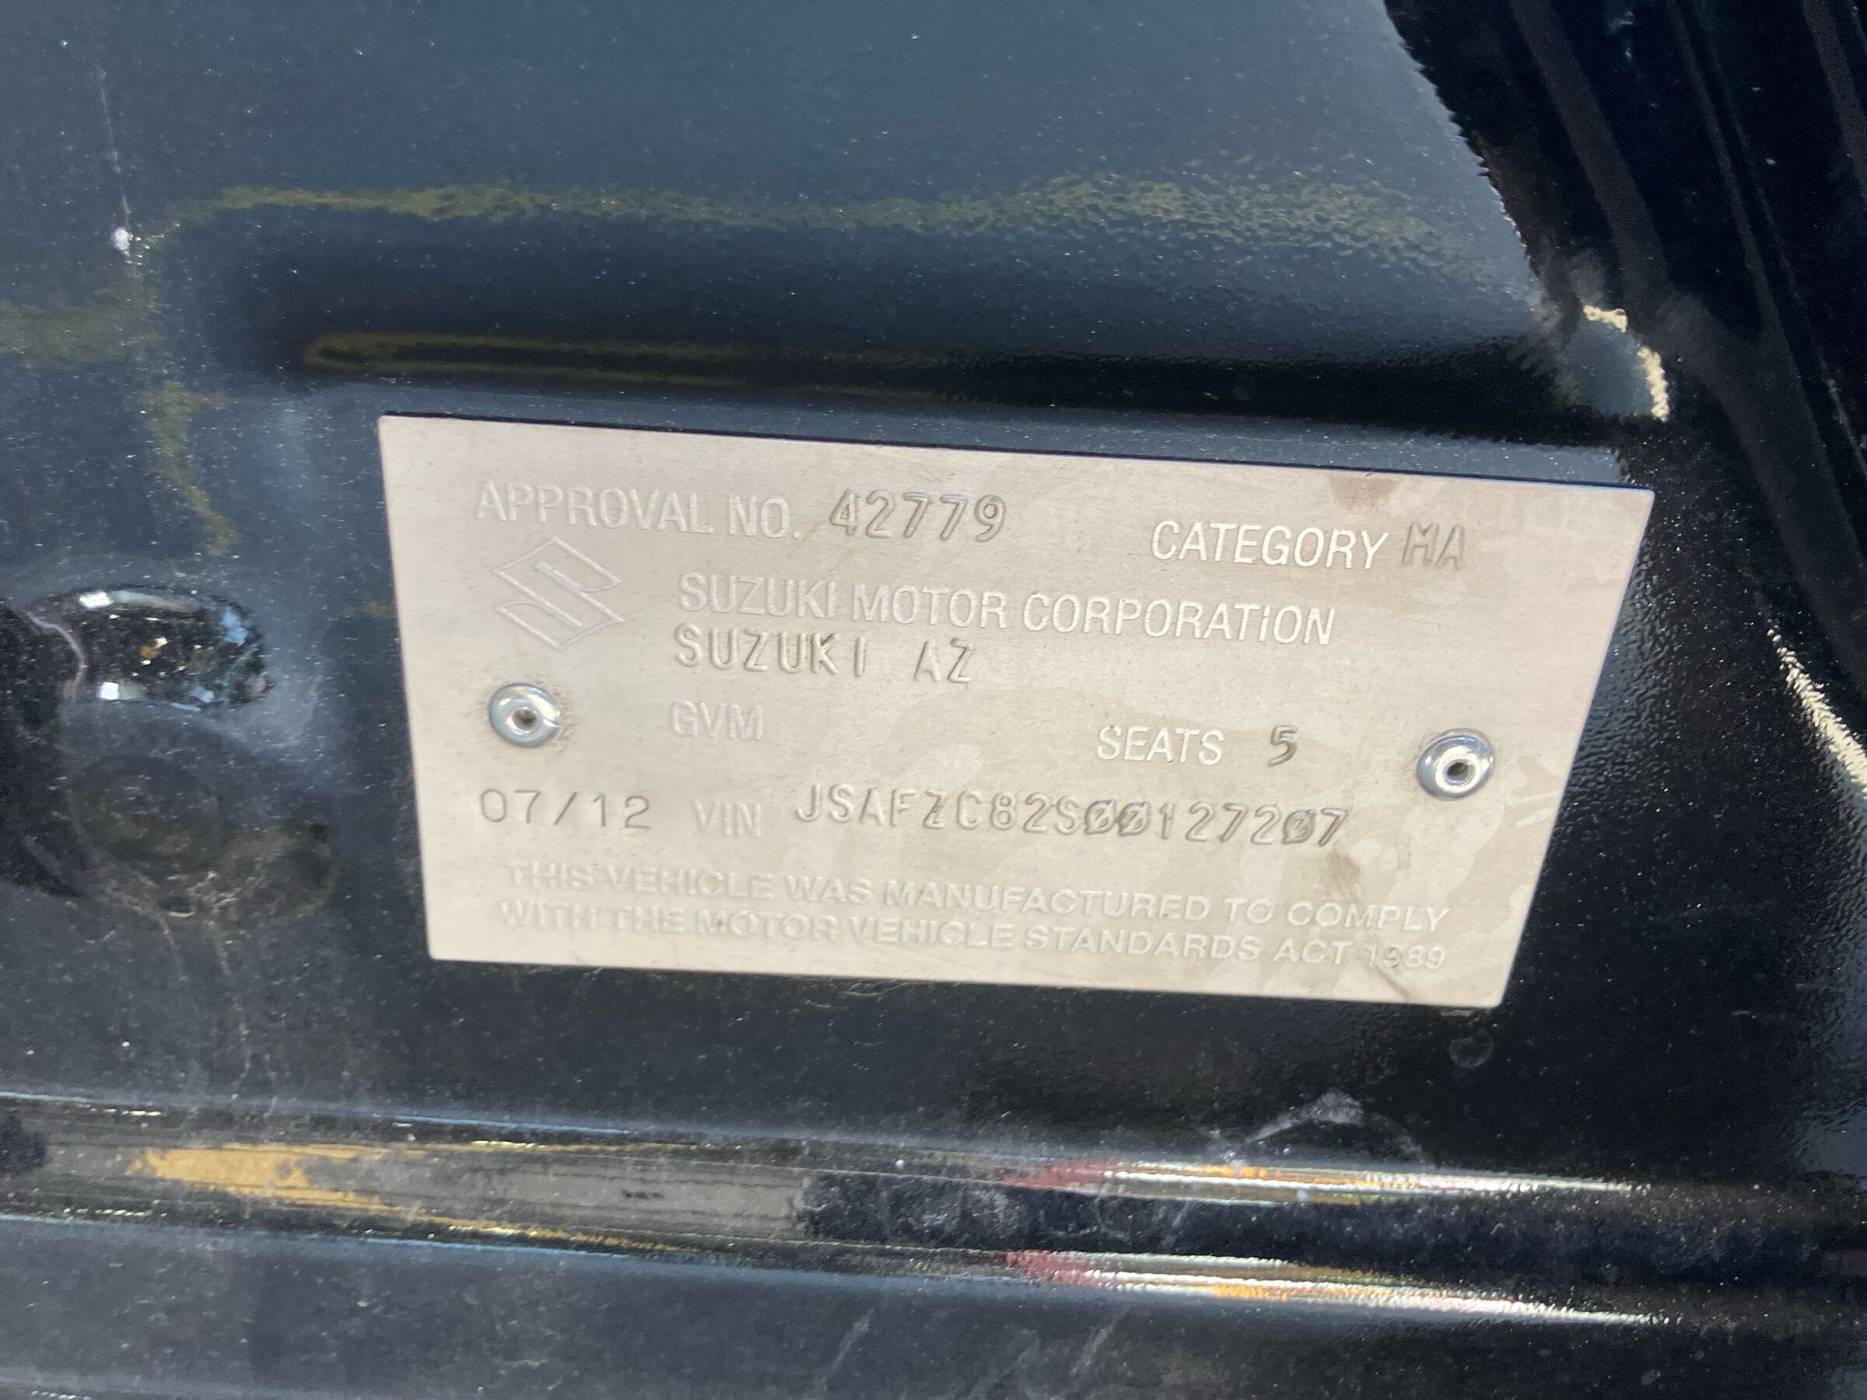 APPROVAL NO. 42779 CATEGORY MA
SUZUKI MOTOR CORPORATION
SUZUKI AZ
GVM SEATS 5
07/12 VIN JSAFZC82S00127207
THIS VEHICLE WAS MANUFACTURED TO COMPLY
WITH THE MOTOR VEHICLE STANDARDS ACT 1989